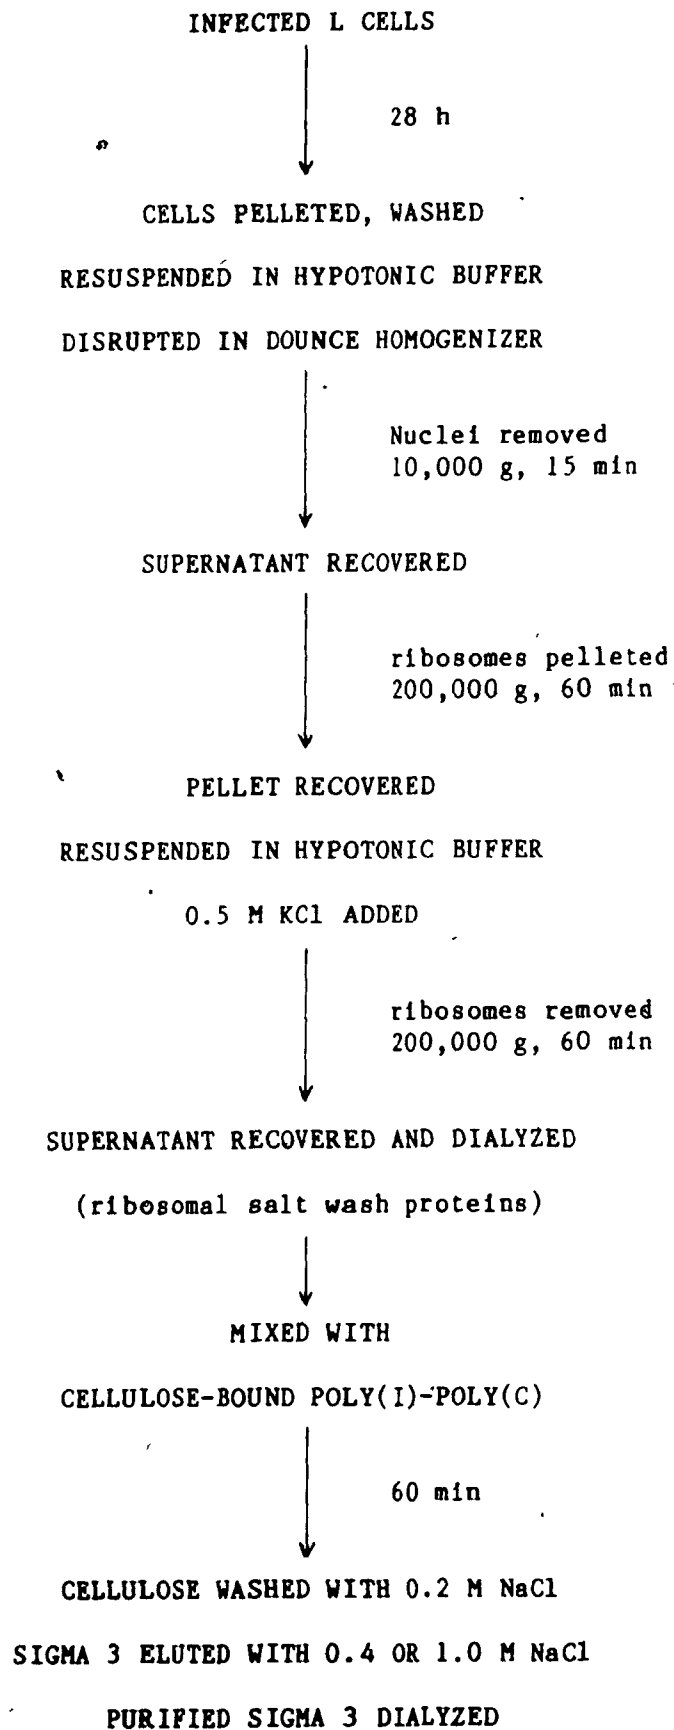 INFECTED L CELLS
28 h
CELLS PELLETED, WASHED
RESUSPENDED IN HYPOTONIC BUFFER
DISRUPTED IN DOUNCE HOMOGENIZER
Nuclei removed
10,000 g, 15 min
SUPERNATANT RECOVERED
ribosomes pelleted
200,000 g, 60 min
PELLET RECOVERED
RESUSPENDED IN HYPOTONIC BUFFER
0.5 M KCl ADDED
ribosomes removed
200,000 g, 60 min
SUPERNATANT RECOVERED AND DIALYZED
(ribosomal salt wash proteins)
MIXED WITH
CELLULOSE-BOUND POLY(I)-POLY(C)
60 min
CELLULOSE WASHED WITH 0.2 M NaCl
SIGMA 3 ELUTED WITH 0.4 OR 1.0 M NaCl
PURIFIED SIGMA 3 DIALYZED